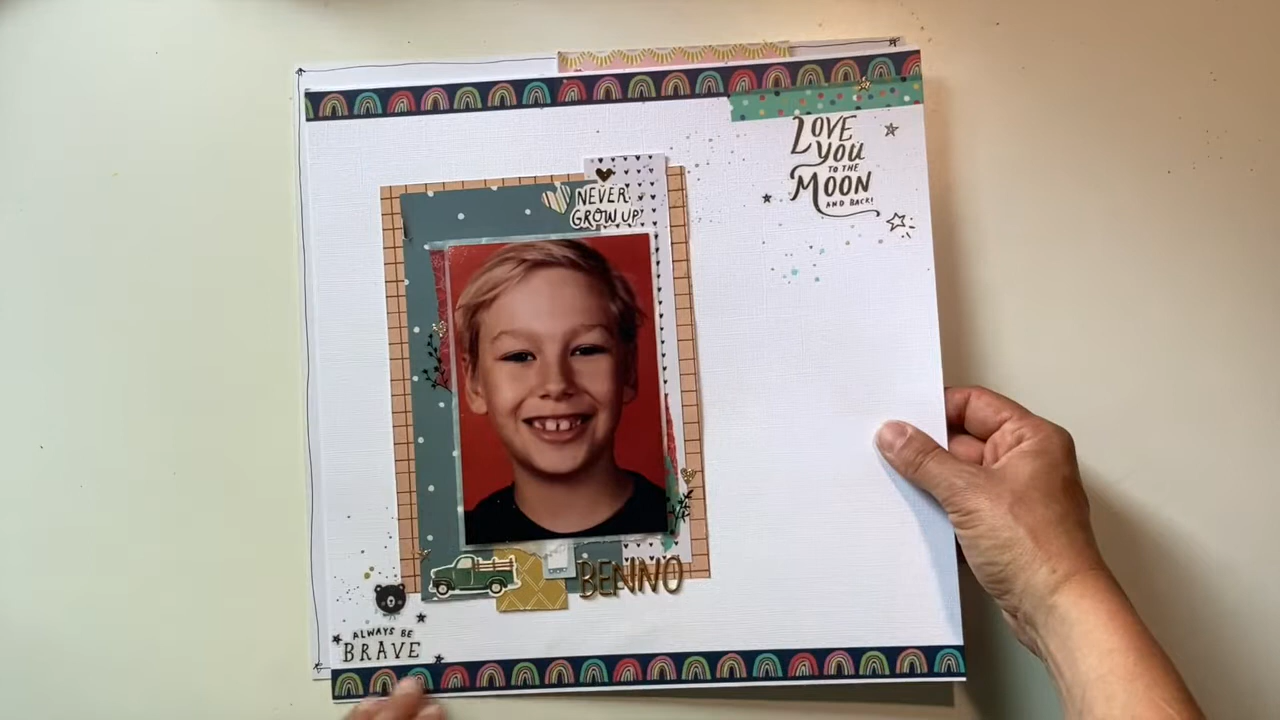 LOVE
YOU
TO THE
MOON
AND BACK!
NEVER
GROW UP
BENNO
ALWAYS BE
BRAVE